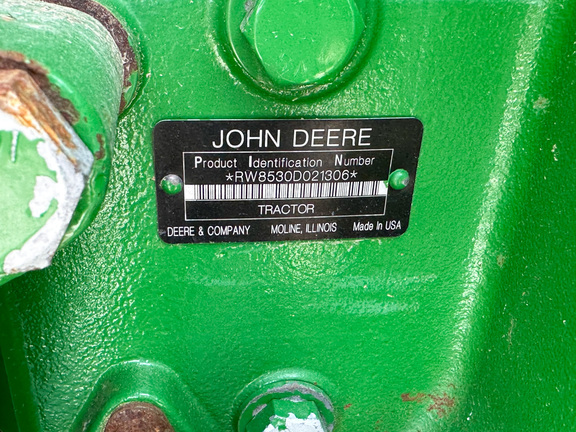 JOHN DEERE
Product Identification Number
*RW8530D021306*
TRACTOR
DEERE & COMPANY MOLINE, ILLINOIS Made In USA